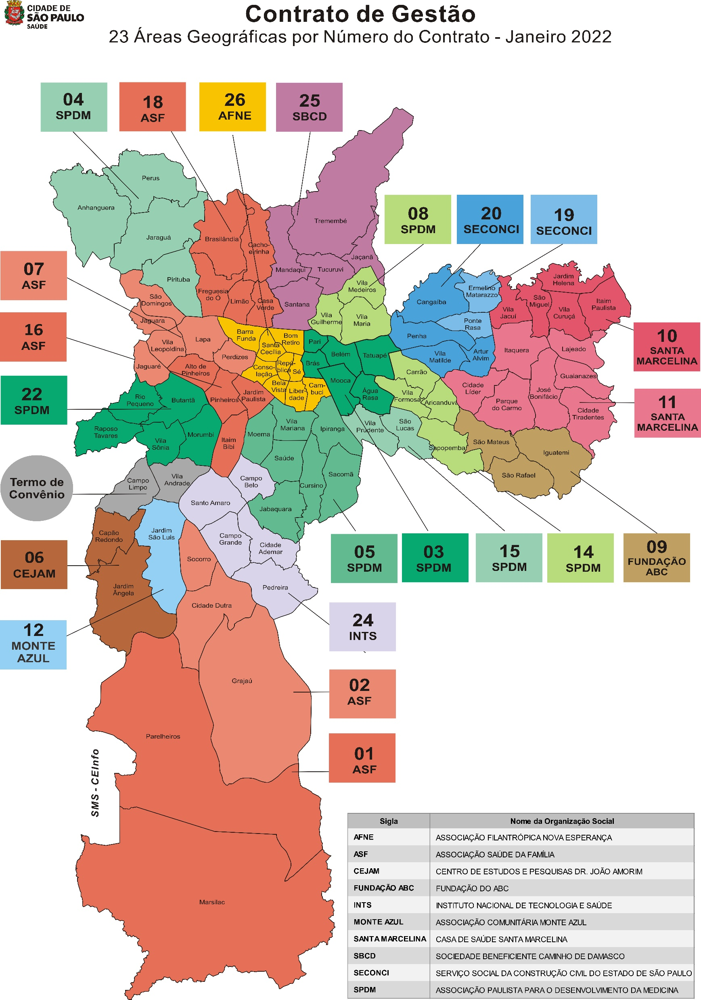 CIDADE DE
SÃO PAULO
SAÚDE
Contrato de Gestão
23 Áreas Geográficas por Número do Contrato - Janeiro 2022
04
SPDM
18
ASF
26
AFNE
25
SBCD
Perus
Anhanguera
Jaraguá
Pirituba
Brasilândia
Cacho-
eirinha
Freguesia
do Ó
Limão
Casa
Verde
Tremembé
Jaçanã
Mandaqui
Tucuruvi
Santana
08
SPDM
20
SECONCI
19
SECONCI
Vila
Medeiros
Vila
Guilherme
Vila
Maria
Cangaíba
Ermelino
Matarazzo
Ponte
Rasa
Penha
Vila
Matilde
Artur
Alvim
Jardim
Helena
São
Miguel
Vila
Jacuí
Vila
Curuçá
Itaim
Paulista
10
SANTA
MARCELINA
07
ASF
16
ASF
São
Domingos
Jaguara
Vila
Leopoldina
Lapa
Jaguaré
Perdizes
Alto de
Pinheiros
Pinheiros
Jardim
Paulista
Itaim
Bibi
Barra
Funda
Bom
Retiro
Santa
Cecília
Repú-
blica
Conso-
lação
Sé
Bela
Vista
Liber-
dade
Cam-
buci
Pari
Belém
Tatuapé
Brás
Mooca
Água
Rasa
Carrão
Vila
Formosa
Aricanduva
Sapopemba
Itaquera
Lajeado
Guaianazes
Cidade
Líder
Parque
do Carmo
José
Bonifácio
Cidade
Tiradentes
11
SANTA
MARCELINA
22
SPDM
Rio
Pequeno
Butantã
Raposo
Tavares
Vila
Sônia
Morumbi
Moema
Vila
Mariana
Ipiranga
Saúde
Cursino
Sacomã
Jabaquara
Vila
Prudente
São
Lucas
São Mateus
Iguatemi
São Rafael
Termo de
Convênio
Campo
Limpo
Vila
Andrade
Campo
Belo
Santo Amaro
Campo
Grande
Cidade
Ademar
Pedreira
Capão
Redondo
Jardim
São Luis
Jardim
Ângela
Socorro
Cidade Dutra
06
CEJAM
12
MONTE
AZUL
05
SPDM
03
SPDM
15
SPDM
14
SPDM
09
FUNDAÇÃO
ABC
24
INTS
02
ASF
01
ASF
Grajaú
Parelheiros
Marsilac
SMS - CEInfo
Sigla Nome da Organização Social
AFNE ASSOCIAÇÃO FILANTRÓPICA NOVA ESPERANÇA
ASF ASSOCIAÇÃO SAÚDE DA FAMÍLIA
CEJAM CENTRO DE ESTUDOS E PESQUISAS DR. JOÃO AMORIM
FUNDAÇÃO ABC FUNDAÇÃO DO ABC
INTS INSTITUTO NACIONAL DE TECNOLOGIA E SAÚDE
MONTE AZUL ASSOCIAÇÃO COMUNITÁRIA MONTE AZUL
SANTA MARCELINA CASA DE SAÚDE SANTA MARCELINA
SBCD SOCIEDADE BENEFICIENTE CAMINHO DE DAMASCO
SECONCI SERVIÇO SOCIAL DA CONSTRUÇÃO CIVIL DO ESTADO DE SÃO PAULO
SPDM ASSOCIAÇÃO PAULISTA PARA O DESENVOLVIMENTO DA MEDICINA